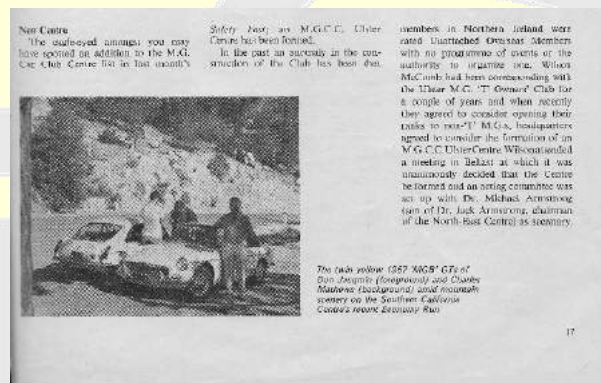 New Centre
The eagle-eyed amongst you may
have spotted an addition to the M.G.
Car Club Centre list in last month's
Safety Fast; an M.G.C.C. Ulster
Centre has been formed.
In the past an anomaly in the con-
struction of the Club has been that
members in Northern Ireland were
rated Unattached Overseas Members
with no programme of events or the
authority to organize one. Wilson
McComb had been corresponding with
the Ulster M.G. 'T' Owners' Club for
a couple of years and when recently
they agreed to consider opening their
ranks to non-'T' M.G.s, headquarters
agreed to consider the formation of an
M.G.C.C. Ulster Centre. Wilson attended
a meeting in Belfast at which it was
unanimously decided that the Centre
be formed and an acting committee was
set up with Dr. Michael Armstrong
(son of Dr. Jack Armstrong, chairman
of the North-East Centre) as secretary.
The twin yellow 1967 'MGB' GTs of
Don (foreground) and Charles
Mathews (background) amid mountain
scenery on the Southern California
Centre's recent Economy Run
17